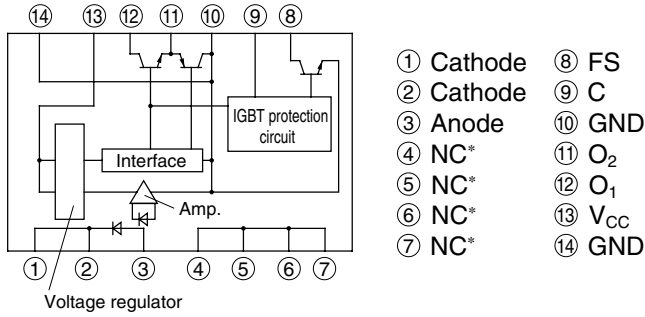 ⑭ ⑬ ⑫ ⑪ ⑩ ⑨ ⑧
IGBT protection
circuit
Interface
Amp.
① ② ③ ④ ⑤ ⑥ ⑦
Voltage regulator
① Cathode
② Cathode
③ Anode
④ NC*
⑤ NC*
⑥ NC*
⑦ NC*
⑧ FS
⑨ C
⑩ GND
⑪ O₂
⑫ O₁
⑬ VCC
⑭ GND